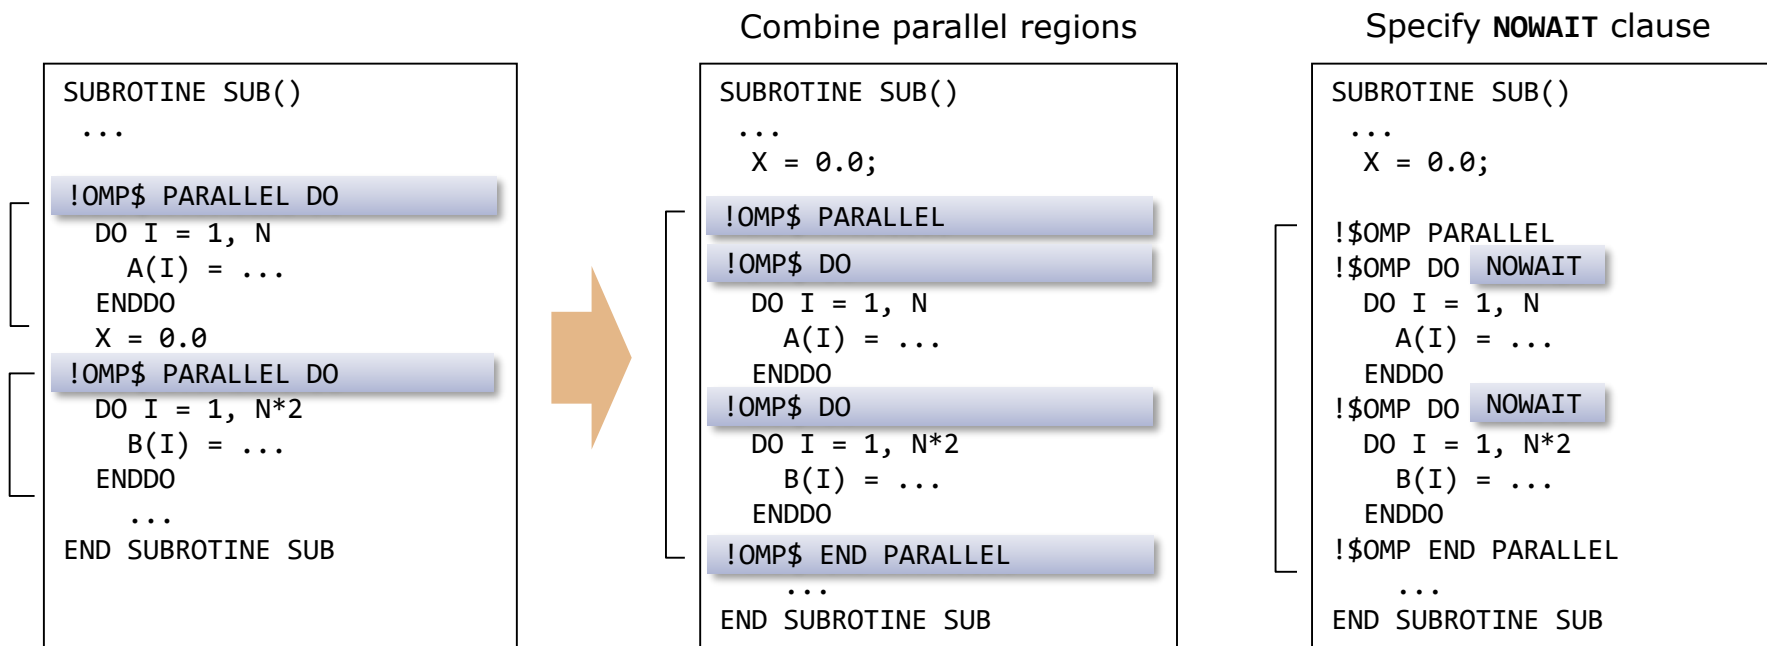 Combine parallel regions
Specify NOWAIT clause
SUBROTINE SUB()
...
!OMP$ PARALLEL DO
DO I = 1, N
A(I) = ...
ENDDO
X = 0.0
!OMP$ PARALLEL DO
DO I = 1, N*2
B(I) = ...
ENDDO
...
END SUBROTINE SUB
SUBROTINE SUB()
...
X = 0.0;
!OMP$ PARALLEL
!OMP$ DO
DO I = 1, N
A(I) = ...
ENDDO
!OMP$ DO
DO I = 1, N*2
B(I) = ...
ENDDO
!OMP$ END PARALLEL
...
END SUBROTINE SUB
SUBROTINE SUB()
...
X = 0.0;
!$OMP PARALLEL
!$OMP DO NOWAIT
DO I = 1, N
A(I) = ...
ENDDO
!$OMP DO NOWAIT
DO I = 1, N*2
B(I) = ...
ENDDO
!$OMP END PARALLEL
...
END SUBROTINE SUB